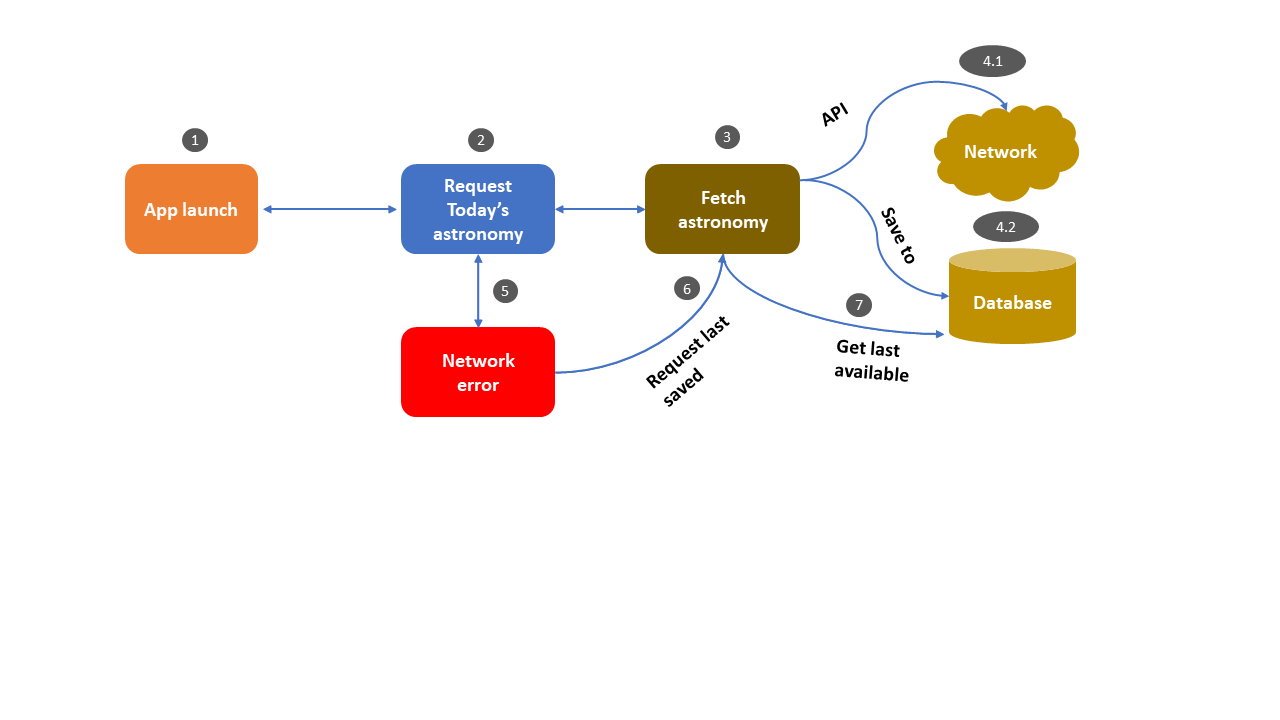 4.1
API
1
2
3
Network
App launch
Request
Today's
astronomy
Fetch
astronomy
4.2
Save to
Database
5
6
7
Request last
saved
Get last
available
Network
error